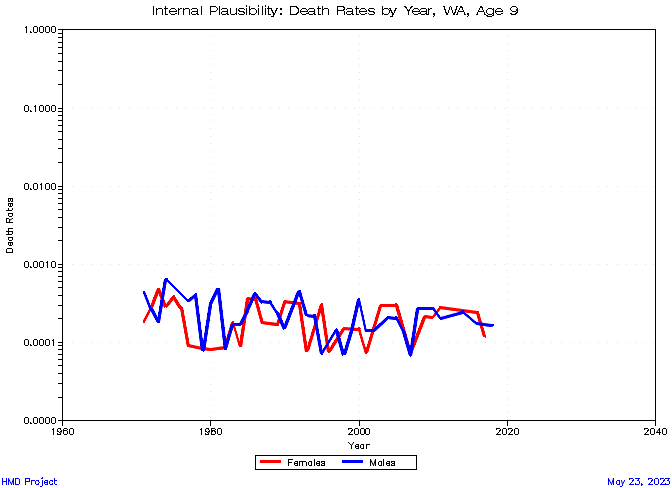 Internal Plausibility: Death Rates by Year, WA, Age 9
1.0000
0.1000
0.0100
0.0010
0.0001
0.0000
Death Rates
1960
1980
2000
2020
2040
Year
Females
Males
HMD Project
May 23, 2023